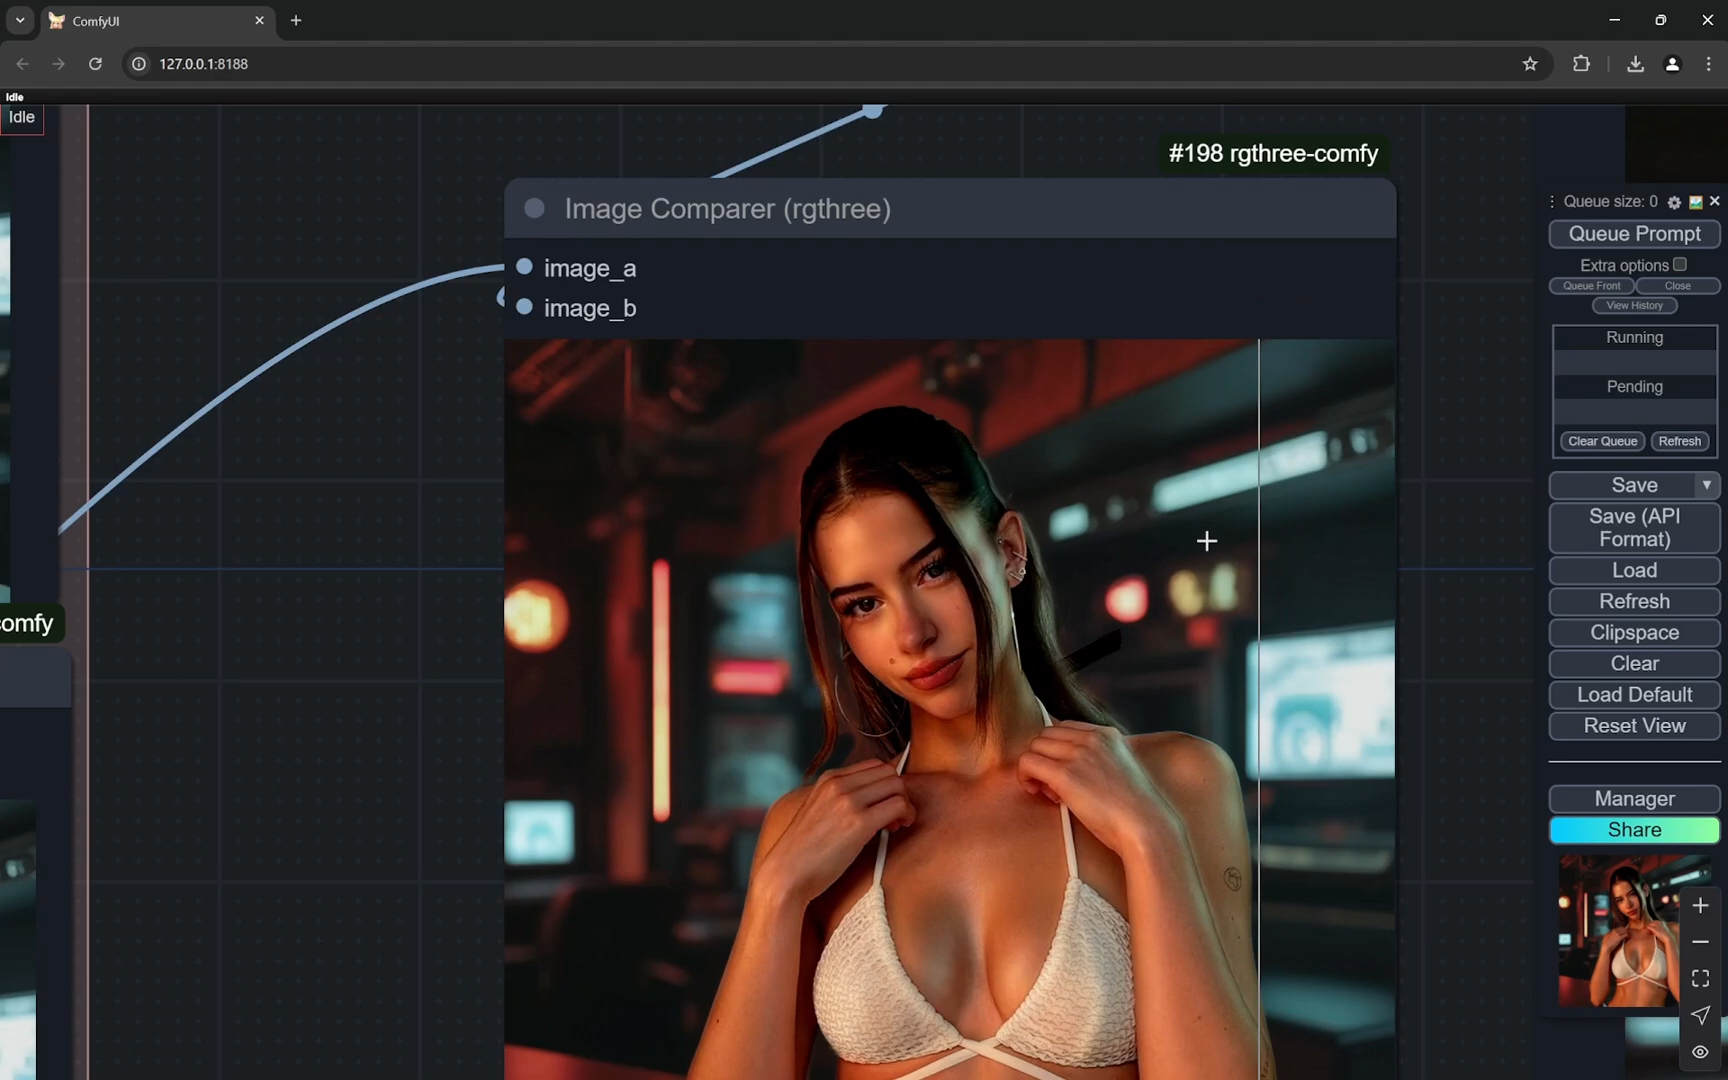 ComfyUI
127.0.0.1:8188
Idle
Idle
#198 rgthree-comfy
Image Comparer (rgthree)
image_a
image_b
comfy
Queue size: 0
Queue Prompt
Extra options
Queue Front
Close
View History
Running
Pending
Clear Queue
Refresh
Save
Save (API
Format)
Load
Refresh
Clipspace
Clear
Load Default
Reset View
Manager
Share